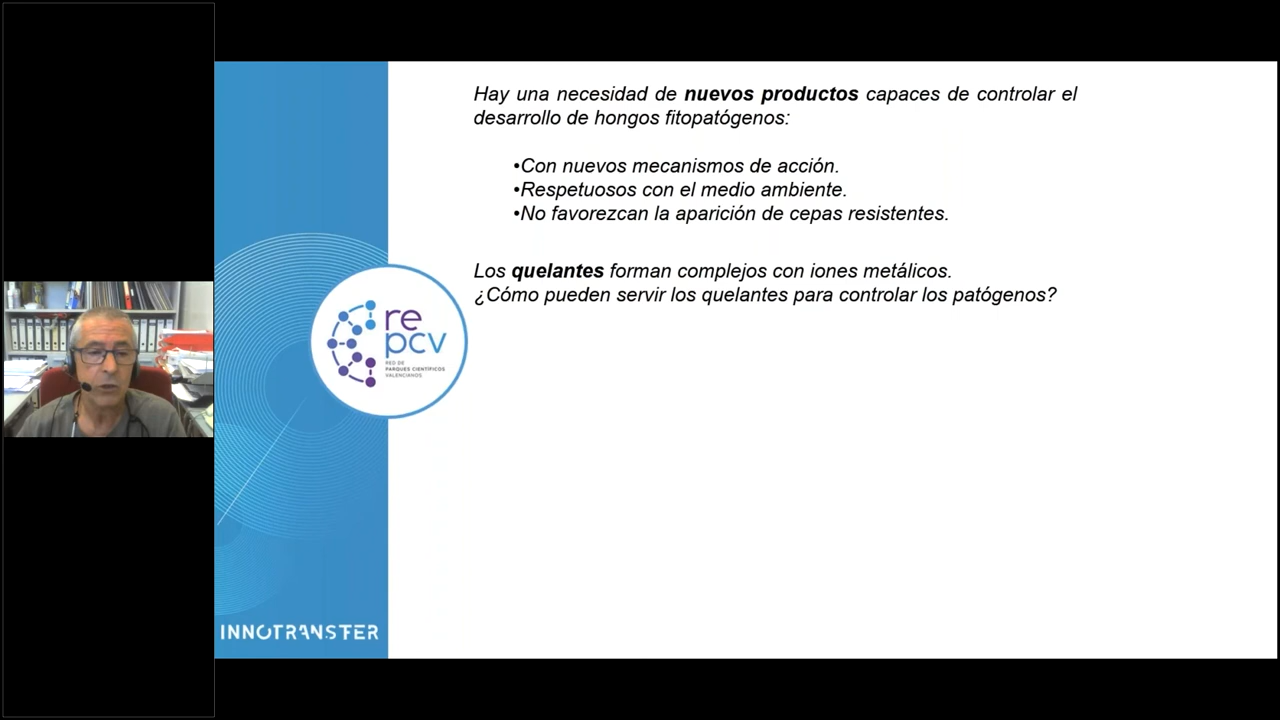 Hay una necesidad de nuevos productos capaces de controlar el
desarrollo de hongos fitopatógenos:
•Con nuevos mecanismos de acción.
•Respetuosos con el medio ambiente.
•No favorezcan la aparición de cepas resistentes.
Los quelantes forman complejos con iones metálicos.
¿Cómo pueden servir los quelantes para controlar los patógenos?
re
pcv
RED DE
PARQUES CIENTÍFICOS
VALENCIANOS
INNOTRANSFER